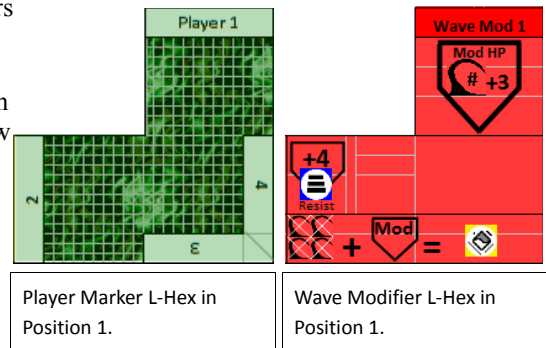 rs
n
w
Player 1
2
4
3
Wave Mod 1
Mod HP
# +3
+4
Resist
+ Mod =
Player Marker L-Hex in
Position 1.
Wave Modifier L-Hex in
Position 1.